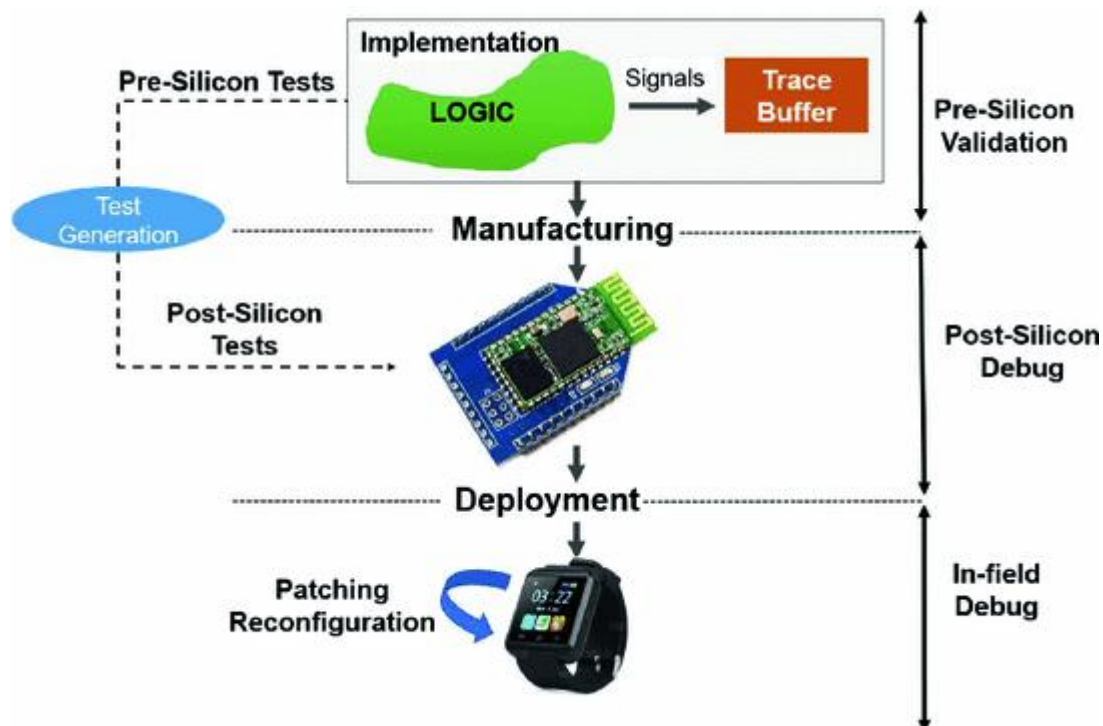 Implementation
Pre-Silicon Tests
LOGIC
Signals
Trace
Buffer
Pre-Silicon
Validation
Test
Generation
Manufacturing
Post-Silicon
Tests
Post-Silicon
Debug
Deployment
Patching
Reconfiguration
03:22
In-field
Debug